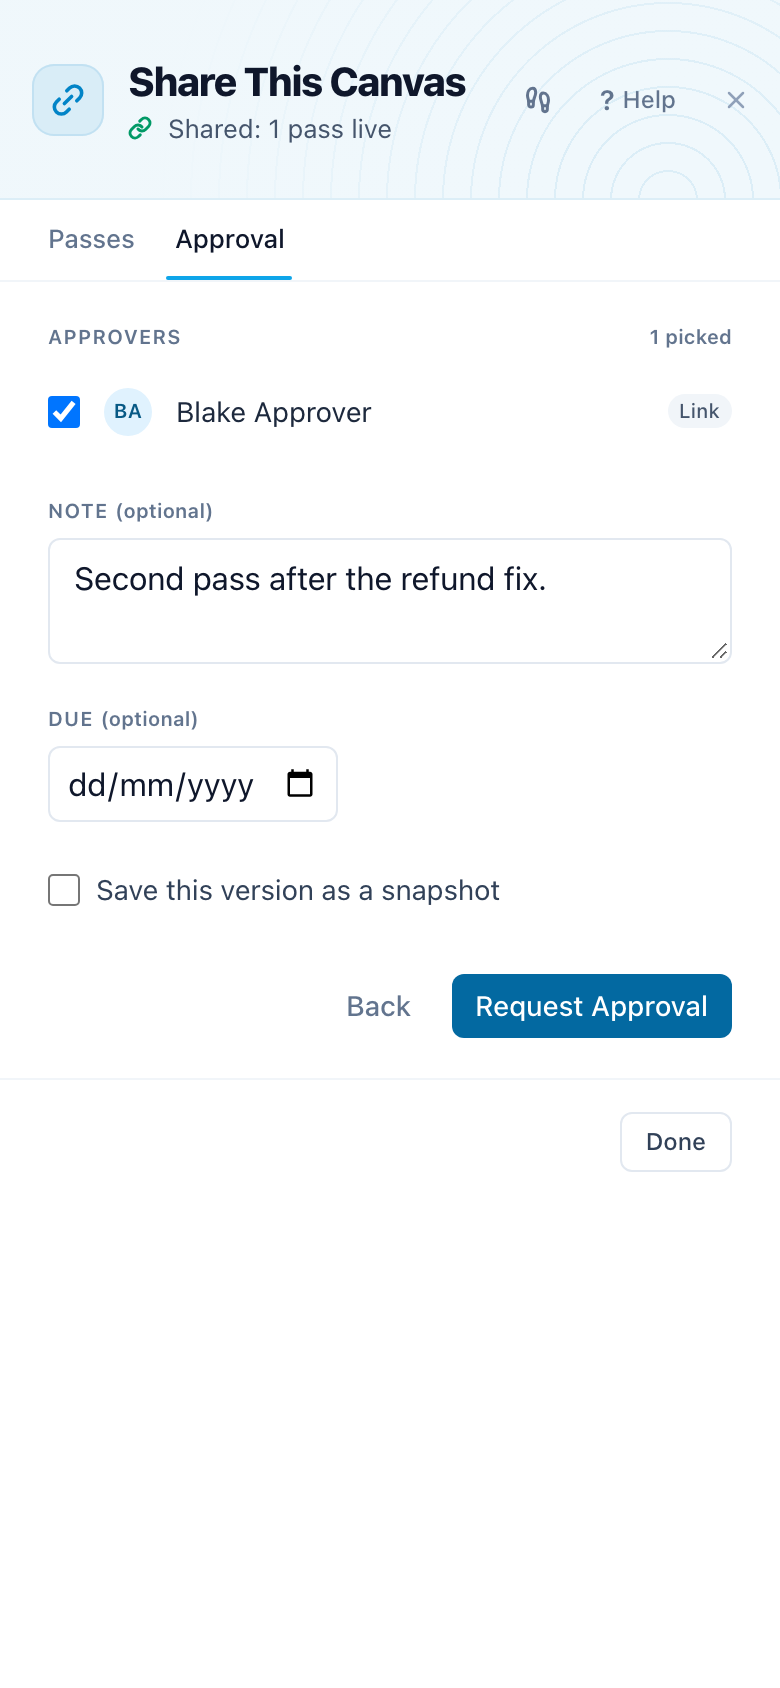 Share This Canvas
Shared: 1 pass live
? Help
Passes
Approval
APPROVERS
1 picked
BA
Blake Approver
Link
NOTE (optional)
Second pass after the refund fix.
DUE (optional)
dd/mm/yyyy
Save this version as a snapshot
Back
Request Approval
Done